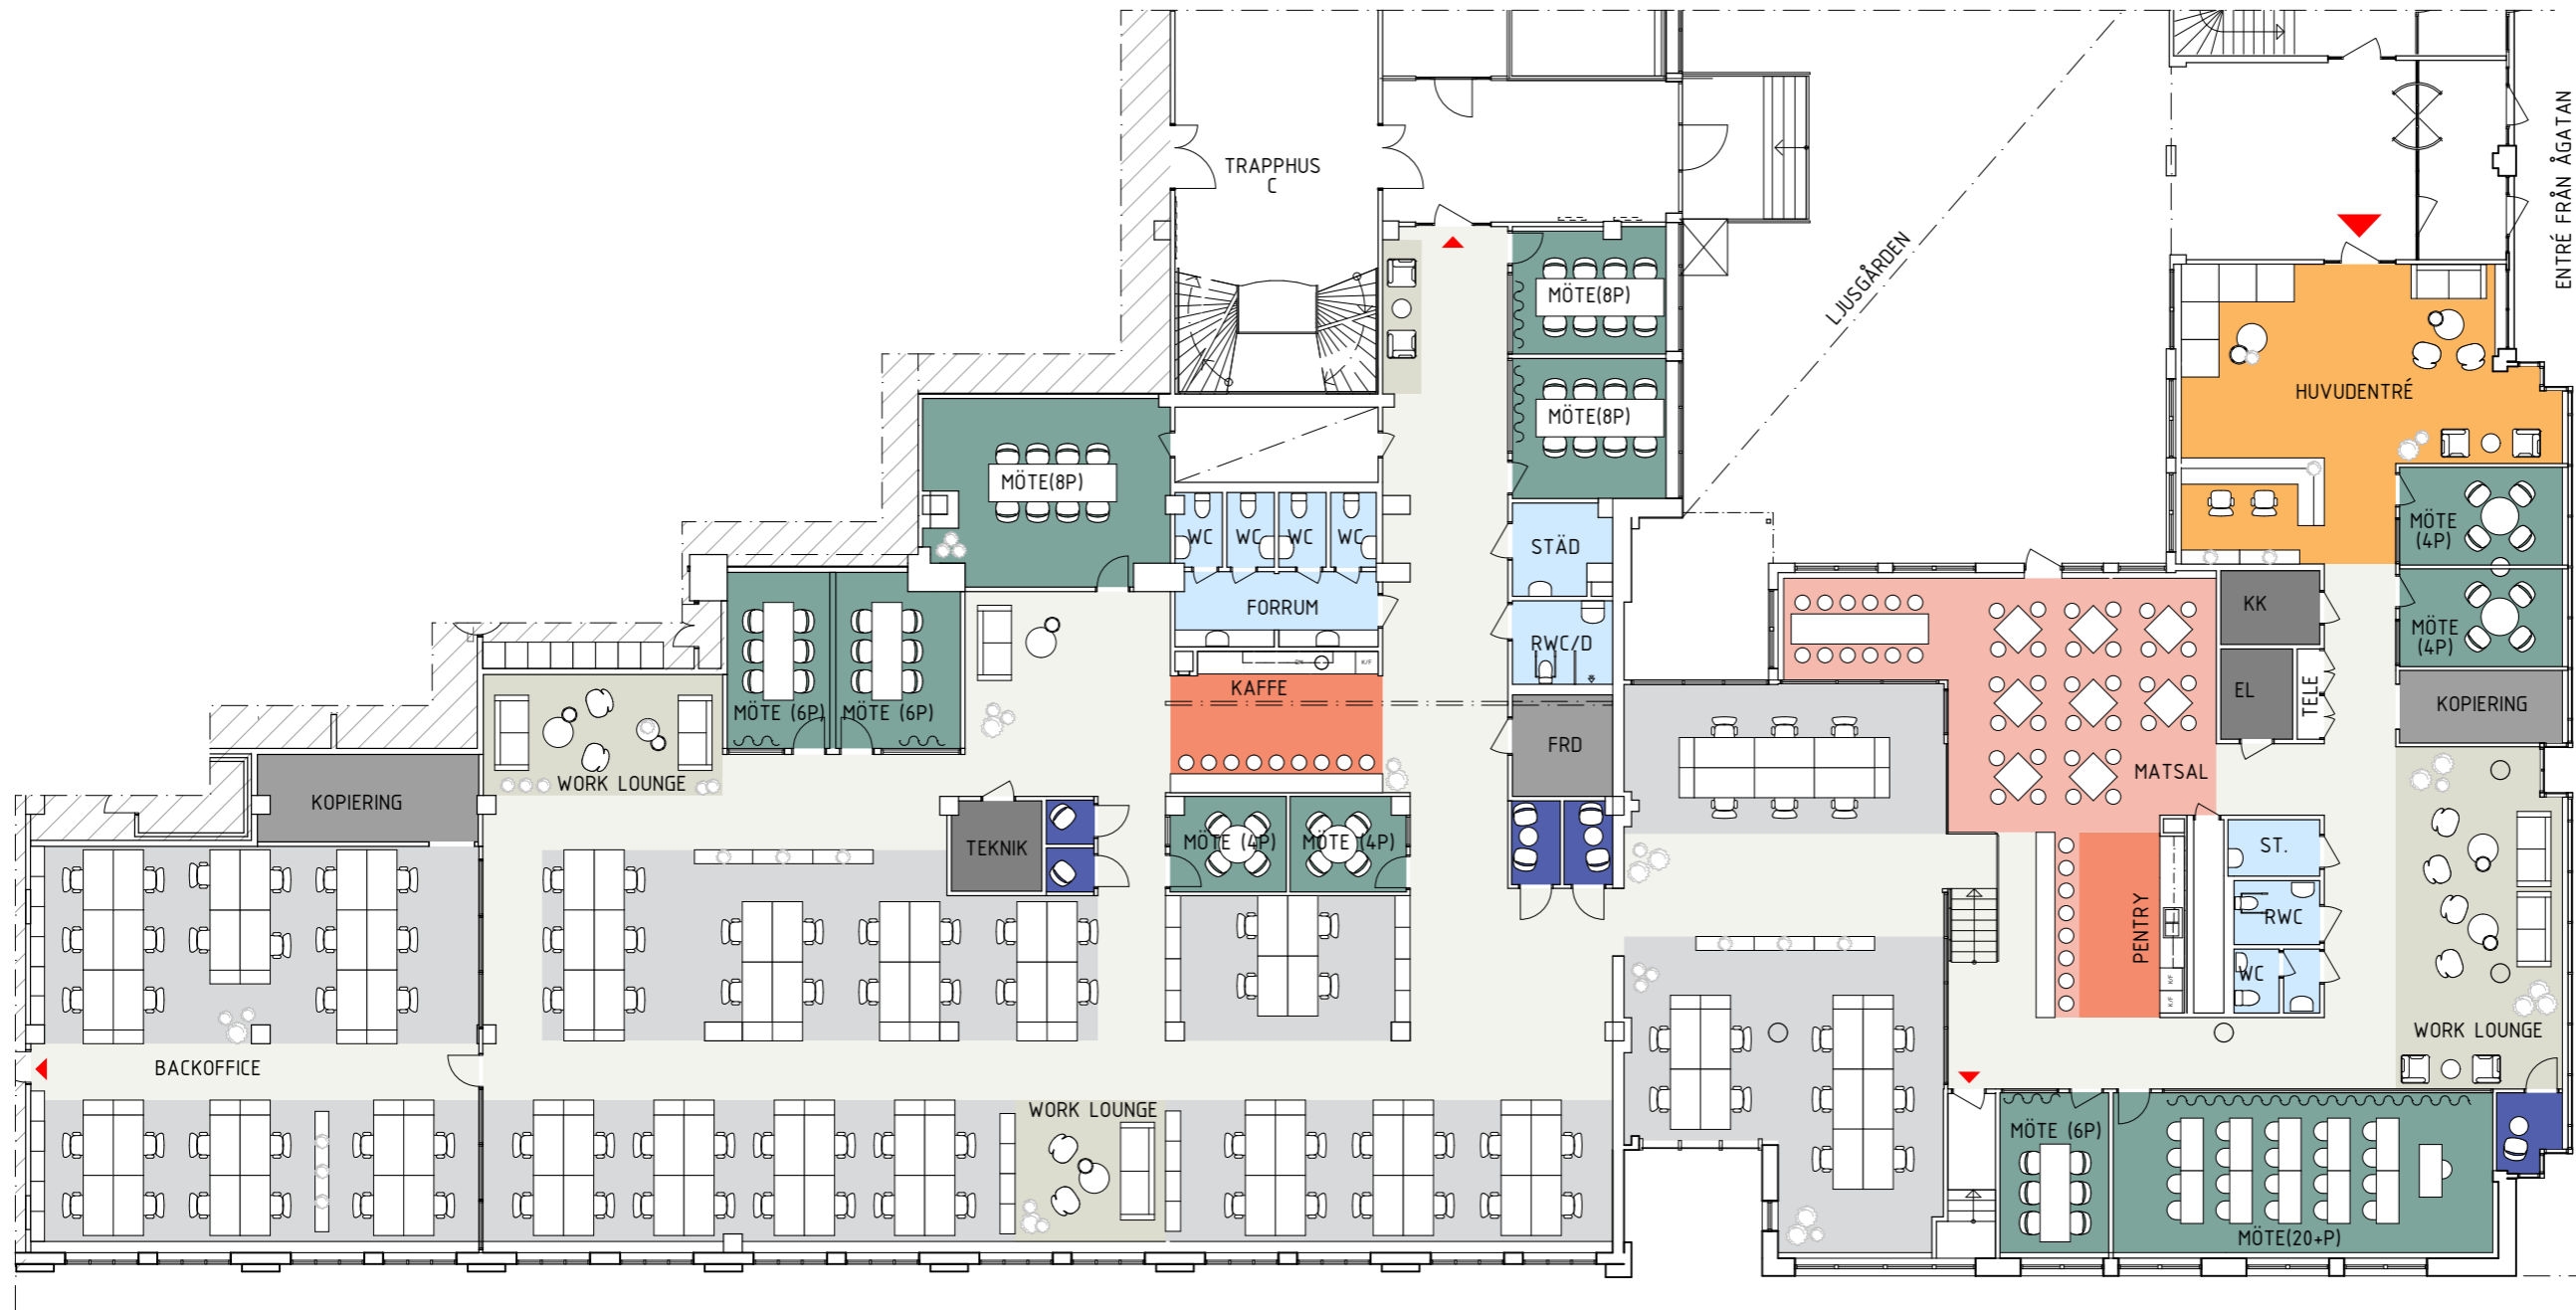 TRAPPHUS
C
ENTRÉ FRÅN ÅGATAN
LJUSGÅRDEN
MÖTE(8P)
MÖTE(8P)
HUVUDENTRÉ
MÖTE(8P)
WC
WC
WC
WC
STÄD
MÖTE
(4P)
FORRUM
KK
RWC/D
MÖTE
(4P)
KAFFE
K/F
EL
TELE
KOPIERING
MÖTE (6P)
MÖTE (6P)
FRD
MATSAL
WORK LOUNGE
KOPIERING
TEKNIK
MÖTE (4P)
MÖTE (4P)
ST.
PENTRY
RWC
WC
K/F
K/F
WORK LOUNGE
BACKOFFICE
WORK LOUNGE
MÖTE (6P)
MÖTE(20+P)